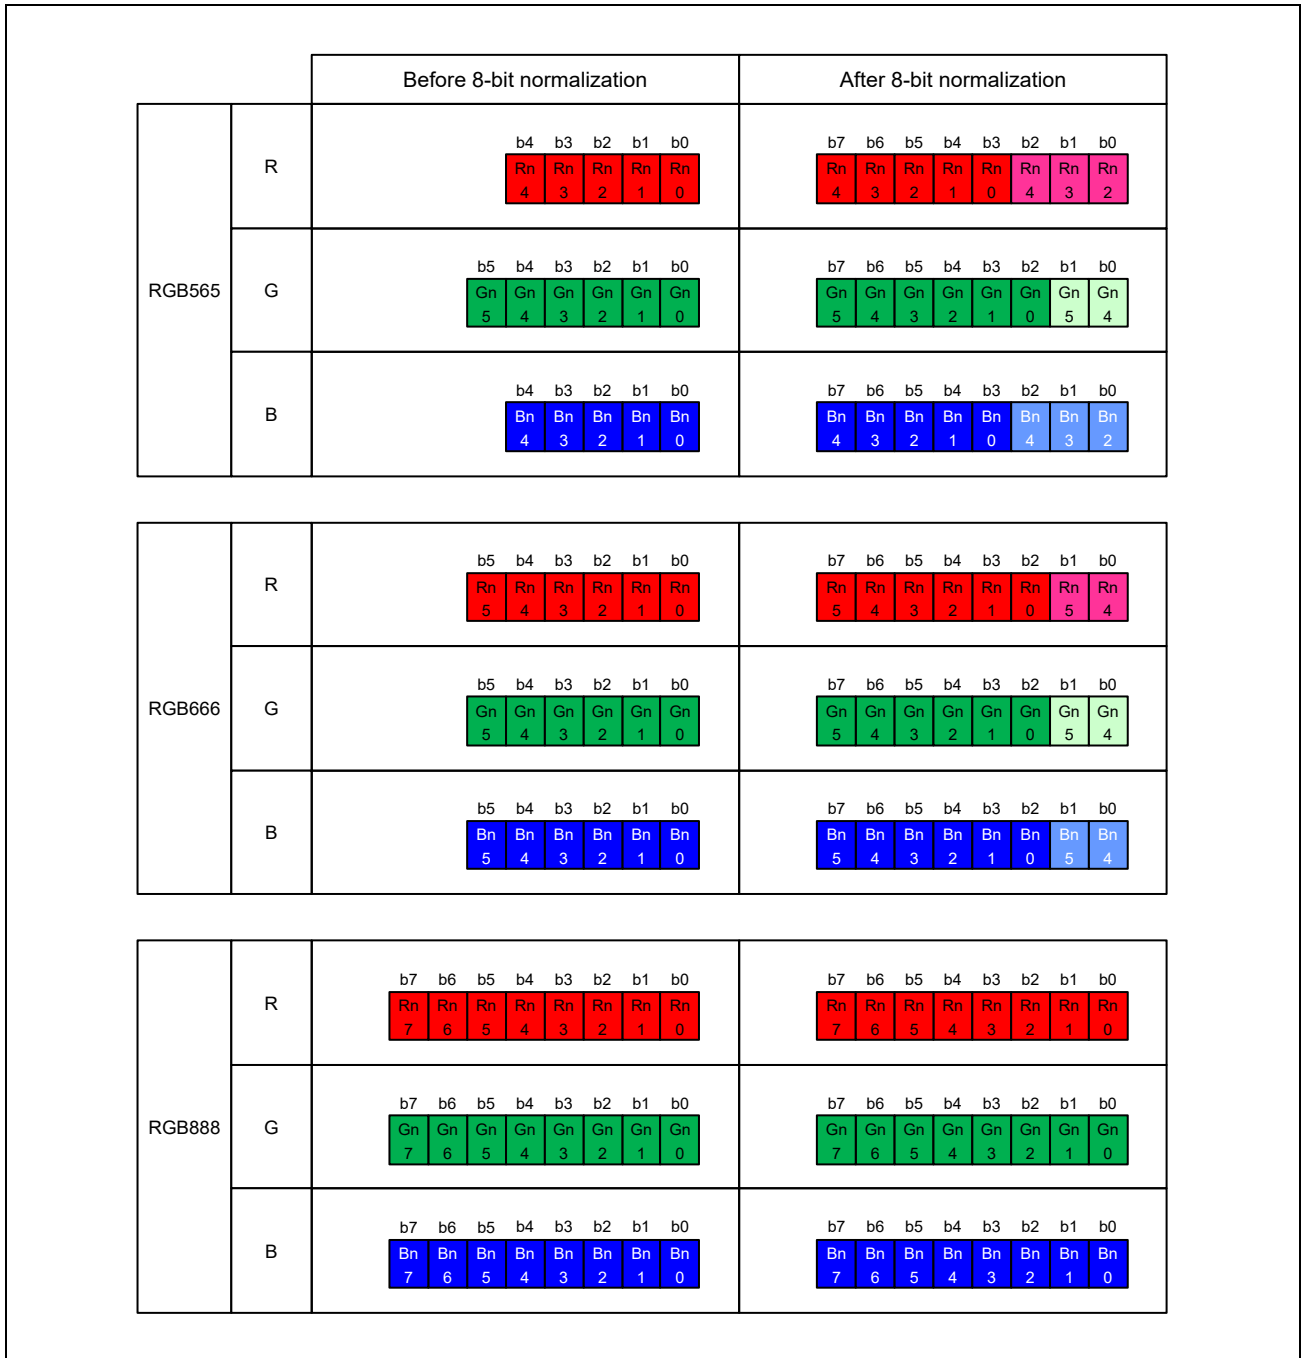 Before 8-bit normalization After 8-bit normalization
RGB565
R
b4 b3 b2 b1 b0 b7 b6 b5 b4 b3 b2 b1 b0
Rn Rn Rn Rn Rn Rn Rn Rn Rn Rn Rn Rn Rn
4 3 2 1 0 4 3 2 1 0 4 3 2
G
b5 b4 b3 b2 b1 b0 b7 b6 b5 b4 b3 b2 b1 b0
Gn Gn Gn Gn Gn Gn Gn Gn Gn Gn Gn Gn Gn Gn
5 4 3 2 1 0 5 4 3 2 1 0 5 4
B
b4 b3 b2 b1 b0 b7 b6 b5 b4 b3 b2 b1 b0
Bn Bn Bn Bn Bn Bn Bn Bn Bn Bn Bn Bn Bn
4 3 2 1 0 4 3 2 1 0 4 3 2
RGB666
R
b5 b4 b3 b2 b1 b0 b7 b6 b5 b4 b3 b2 b1 b0
Rn Rn Rn Rn Rn Rn Rn Rn Rn Rn Rn Rn Rn Rn
5 4 3 2 1 0 5 4 3 2 1 0 5 4
G
b5 b4 b3 b2 b1 b0 b7 b6 b5 b4 b3 b2 b1 b0
Gn Gn Gn Gn Gn Gn Gn Gn Gn Gn Gn Gn Gn Gn
5 4 3 2 1 0 5 4 3 2 1 0 5 4
B
b5 b4 b3 b2 b1 b0 b7 b6 b5 b4 b3 b2 b1 b0
Bn Bn Bn Bn Bn Bn Bn Bn Bn Bn Bn Bn Bn Bn
5 4 3 2 1 0 5 4 3 2 1 0 5 4
RGB888
R
b7 b6 b5 b4 b3 b2 b1 b0 b7 b6 b5 b4 b3 b2 b1 b0
Rn Rn Rn Rn Rn Rn Rn Rn Rn Rn Rn Rn Rn Rn Rn Rn
7 6 5 4 3 2 1 0 7 6 5 4 3 2 1 0
G
b7 b6 b5 b4 b3 b2 b1 b0 b7 b6 b5 b4 b3 b2 b1 b0
Gn Gn Gn Gn Gn Gn Gn Gn Gn Gn Gn Gn Gn Gn Gn Gn
7 6 5 4 3 2 1 0 7 6 5 4 3 2 1 0
B
b7 b6 b5 b4 b3 b2 b1 b0 b7 b6 b5 b4 b3 b2 b1 b0
Bn Bn Bn Bn Bn Bn Bn Bn Bn Bn Bn Bn Bn Bn Bn Bn
7 6 5 4 3 2 1 0 7 6 5 4 3 2 1 0